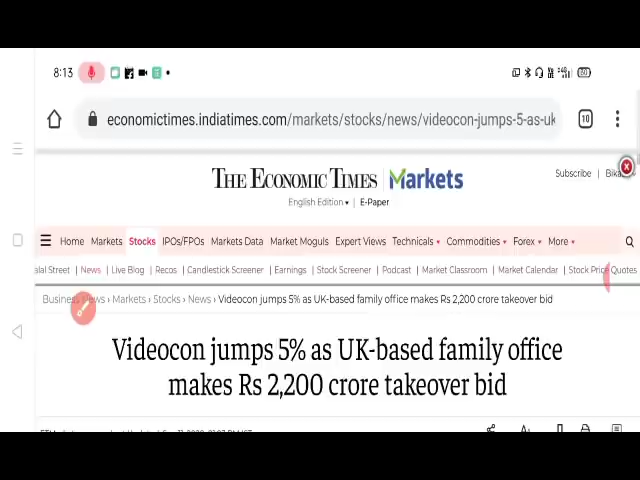 8:13
economictimes.indiatimes.com/markets/stocks/news/videocon-jumps-5-as-uk
THE ECONOMIC TIMES Markets
Subscribe
English Edition ▾ | E-Paper
Home Markets Stocks IPOs/FPOs Markets Data Market Moguls Expert Views Technicals ▾ Commodities ▾ Forex ▾ More ▾
Street | News | Live Blog | Recos | Candlestick Screener | Earnings | Stock Screener | Podcast | Market Classroom | Market Calendar | Stock Price Quotes
Business News › Markets › Stocks › News › Videocon jumps 5% as UK-based family office makes Rs 2,200 crore takeover bid
Videocon jumps 5% as UK-based family office
makes Rs 2,200 crore takeover bid